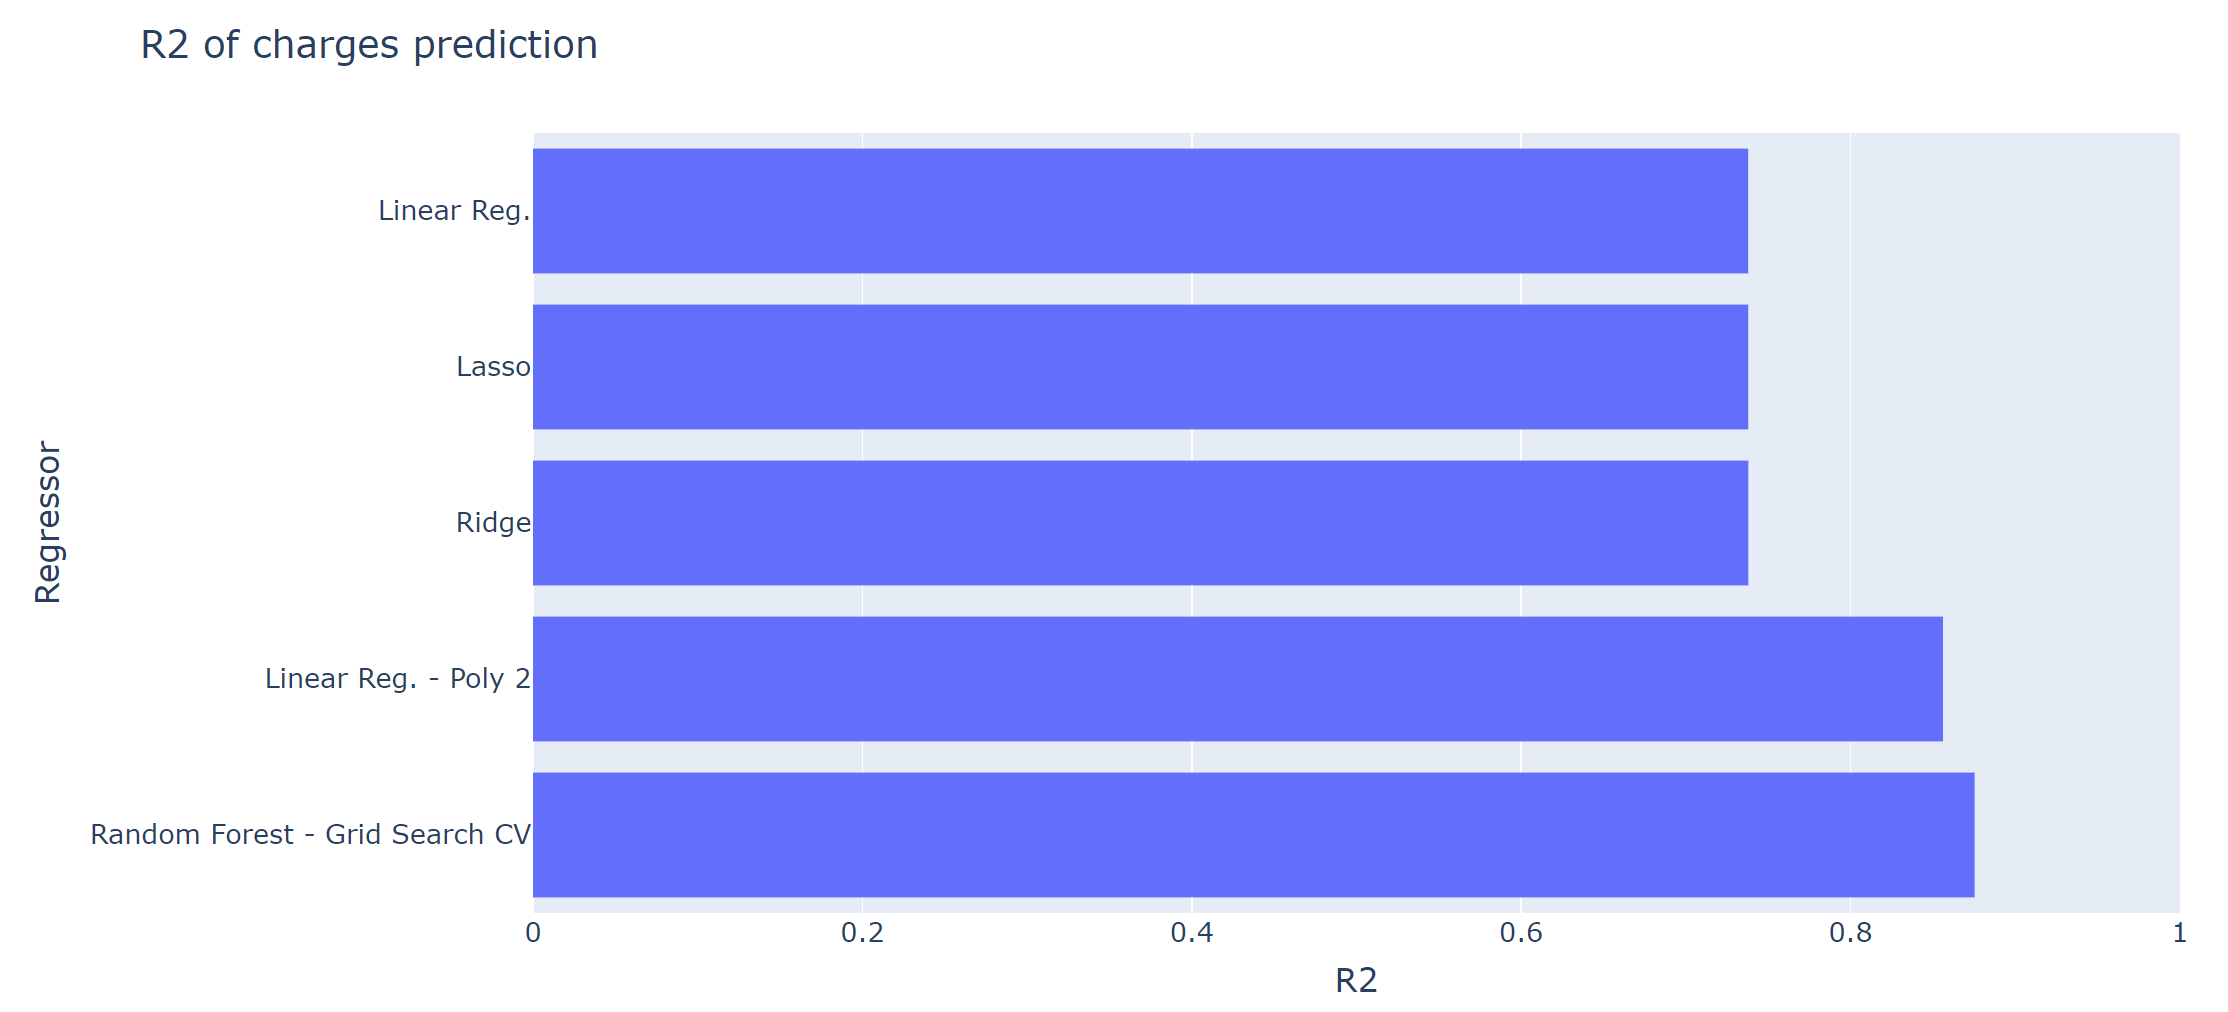 R2 of charges prediction
Linear Reg.
Lasso
Ridge
Linear Reg. - Poly 2
Random Forest - Grid Search CV
Regressor
0 0.2 0.4 0.6 0.8 1
R2